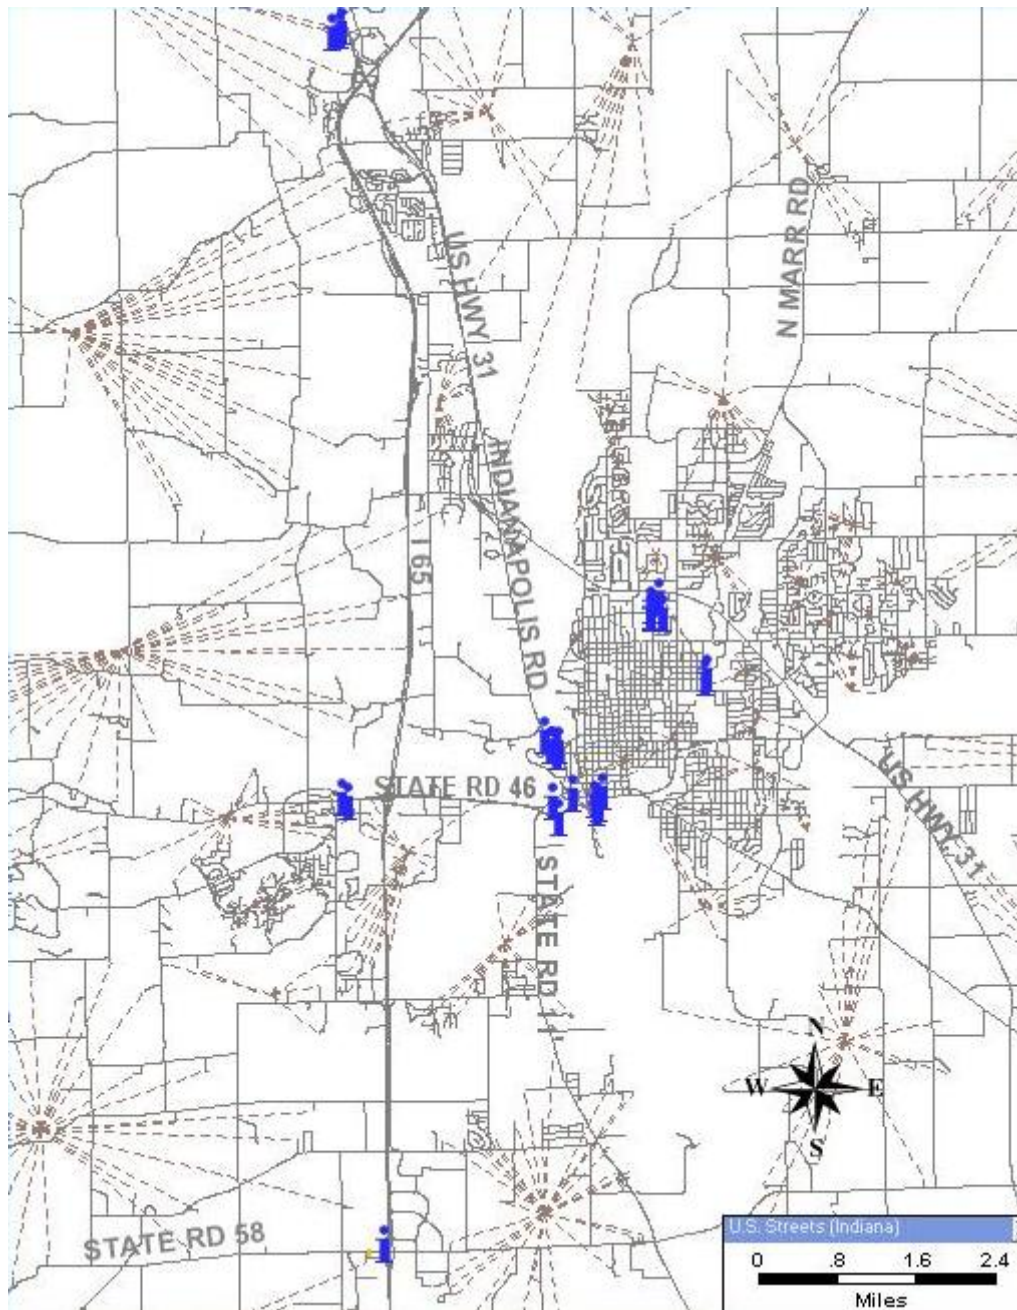 N MARR RD
US HWY 31
INDIANAPOLIS RD
I 65
STATE RD 46
US HWY 31
STATE RD 11
N
W E
S
STATE RD 58
U.S. Streets (Indiana)
0 .8 1.6 2.4
Miles